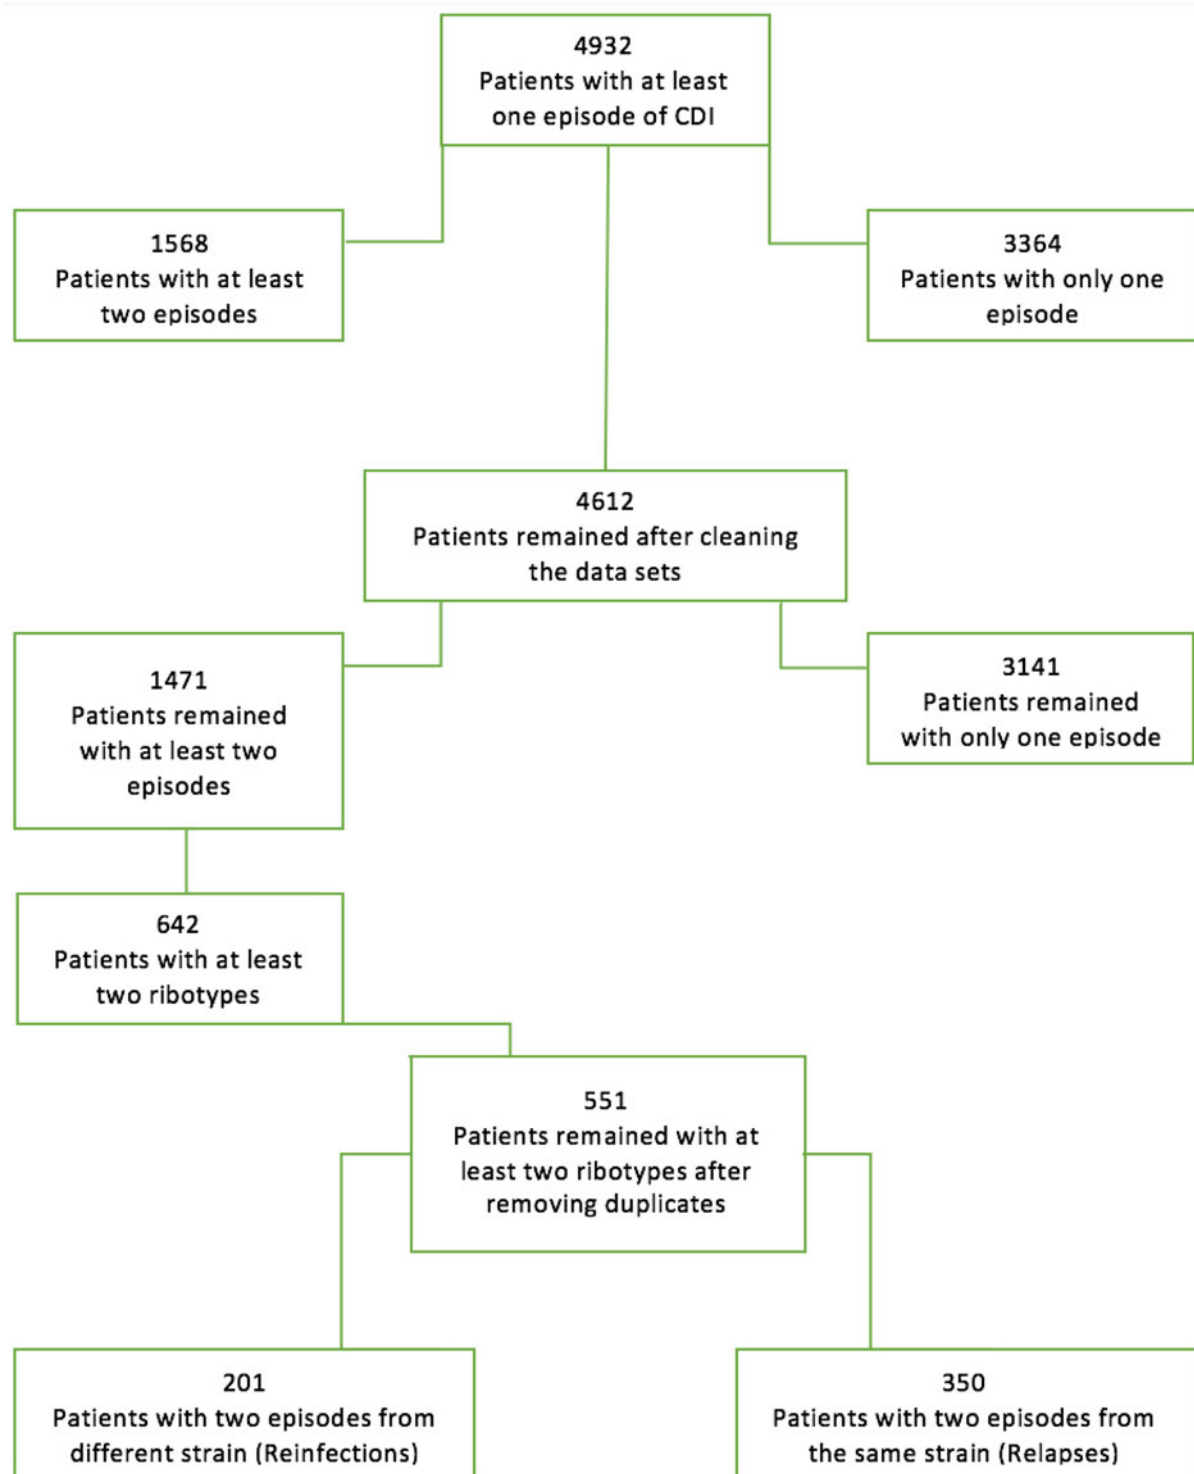 4932
Patients with at least
one episode of CDI
1568
Patients with at least
two episodes
3364
Patients with only one
episode
4612
Patients remained after cleaning
the data sets
1471
Patients remained
with at least two
episodes
3141
Patients remained
with only one episode
642
Patients with at least
two ribotypes
551
Patients remained with at
least two ribotypes after
removing duplicates
201
Patients with two episodes from
different strain (Reinfections)
350
Patients with two episodes from
the same strain (Relapses)